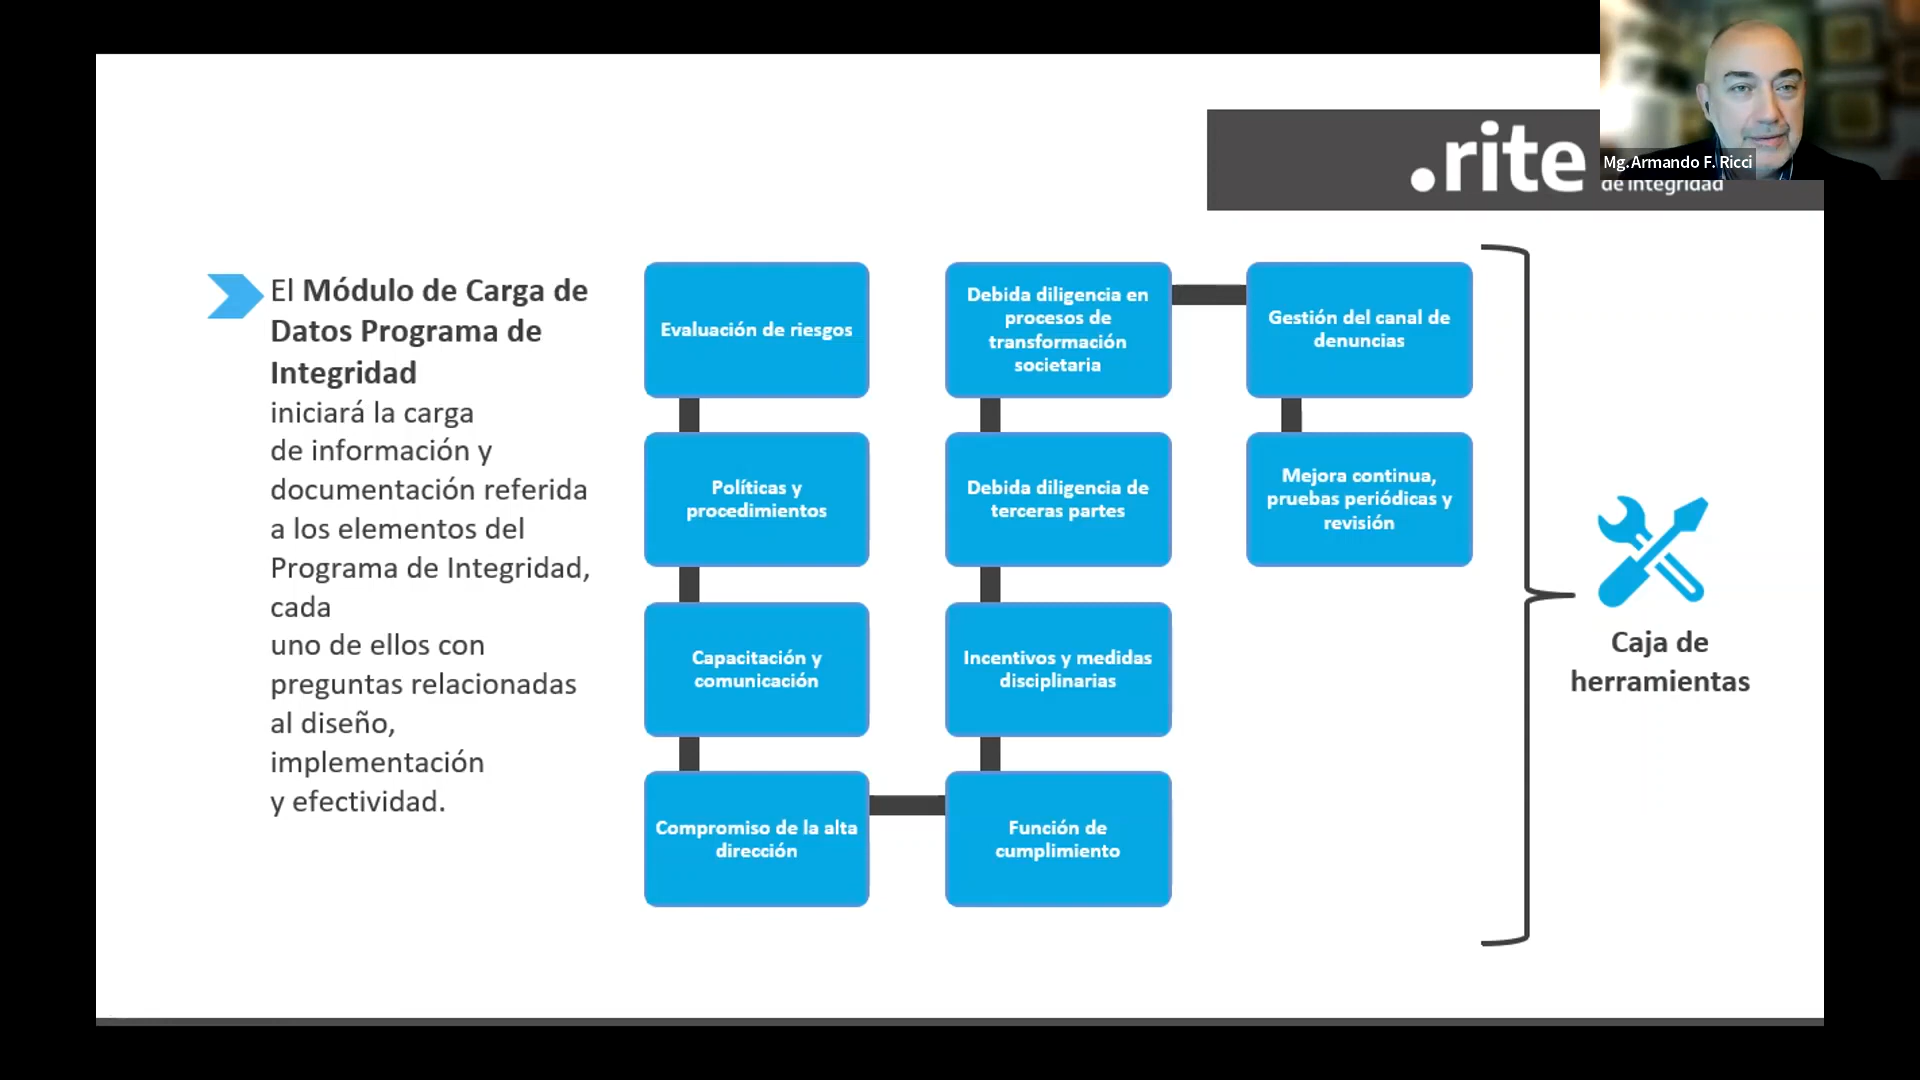 .rite
de integridad
Mg. Armando F. Ricci
El Módulo de Carga de
Datos Programa de
Integridad
iniciará la carga
de información y
documentación referida
a los elementos del
Programa de Integridad,
cada
uno de ellos con
preguntas relacionadas
al diseño,
implementación
y efectividad.
Evaluación de riesgos
Políticas y
procedimientos
Capacitación y
comunicación
Compromiso de la alta
dirección
Función de
cumplimiento
Incentivos y medidas
disciplinarias
Debida diligencia de
terceras partes
Debida diligencia en
procesos de
transformación
societaria
Gestión del canal de
denuncias
Mejora continua,
pruebas periódicas y
revisión
Caja de
herramientas